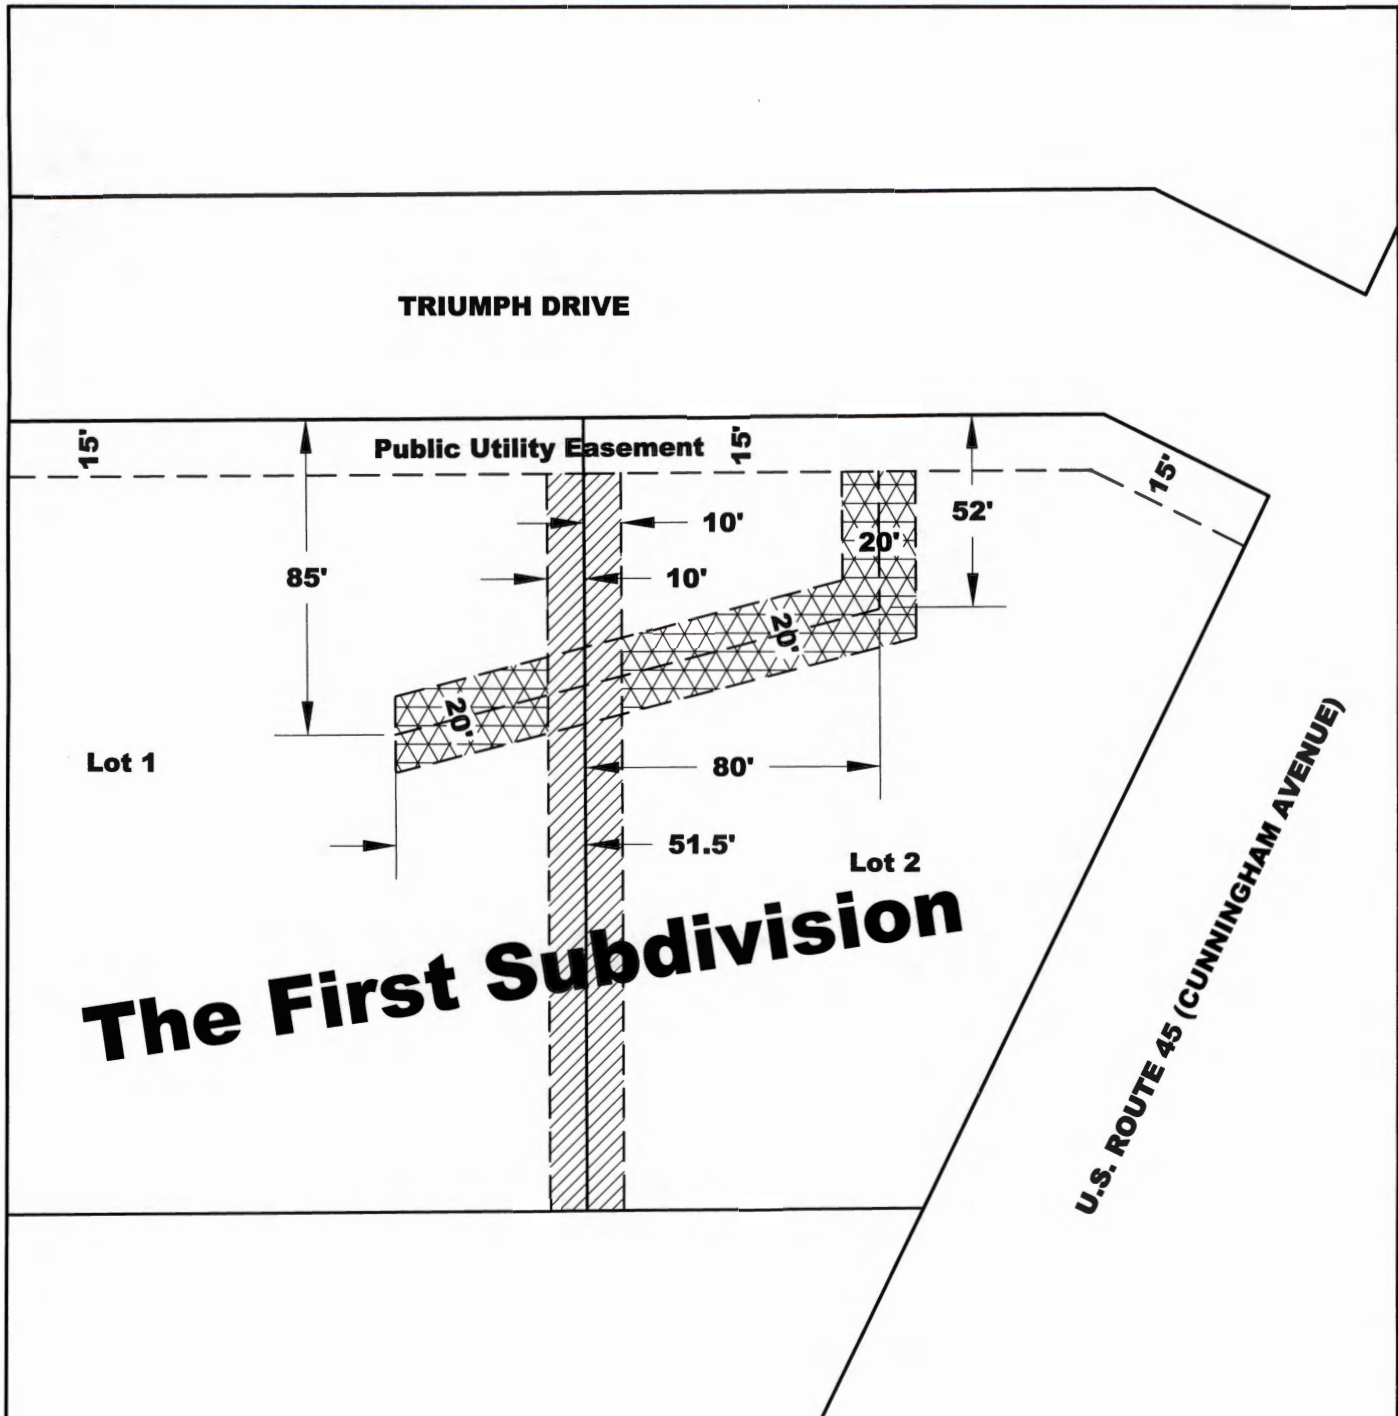 TRIUMPH DRIVE
15'
Public Utility Easement
15'
15'
10'
52'
20'
85'
10'
20'
20'
Lot 1
80'
51.5'
Lot 2
The First Subdivision
U.S. ROUTE 45 (CUNNINGHAM AVENUE)